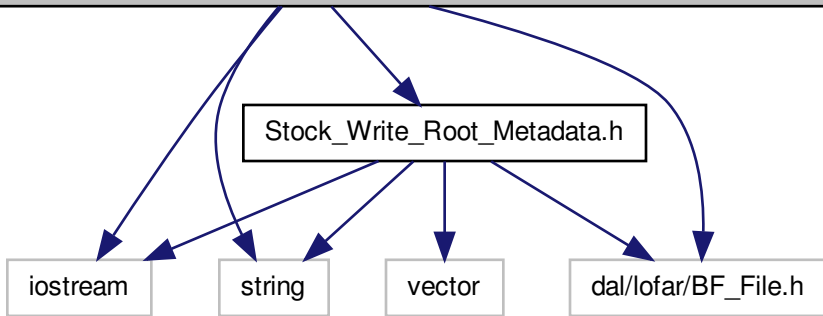 Stock_Write_Root_Metadata.h
iostream
string
vector
dal/lofar/BF_File.h